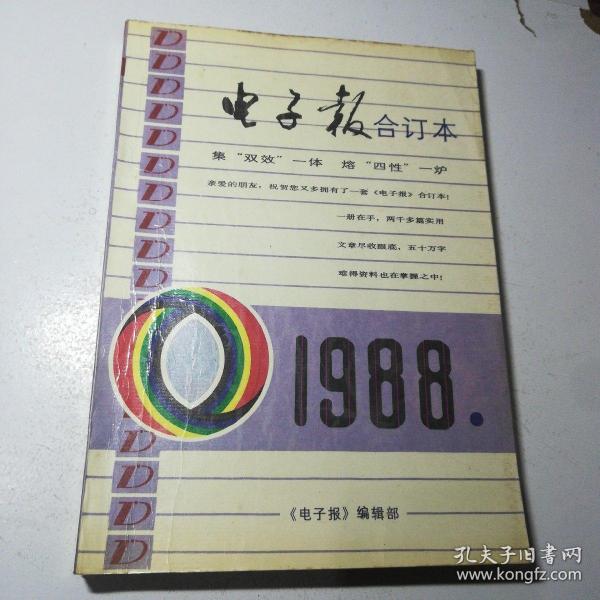 电子报合订本
集“双效”一体 熔“四性”一炉
亲爱的朋友，祝贺您又多拥有了一套《电子报》合订本！
一册在手，两千多篇实用
文章尽收眼底，五十万字
难得资料也在掌握之中！
1988.
《电子报》编辑部
D
D
D
D
D
D
D
D
D
D
D
D
D
D
孔夫子旧书网
www.kongfz.com